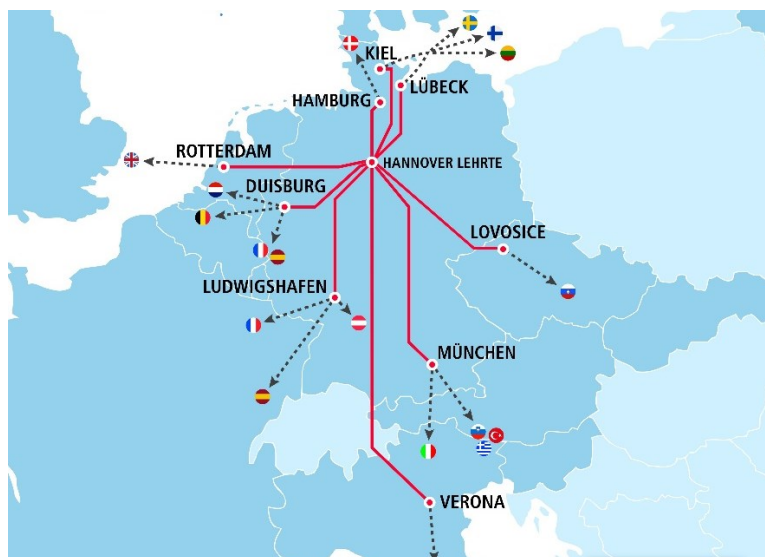 KIEL
LÜBECK
HAMBURG
ROTTERDAM
HANNOVER LEHRTE
DUISBURG
LOVOSICE
LUDWIGSHAFEN
MÜNCHEN
VERONA